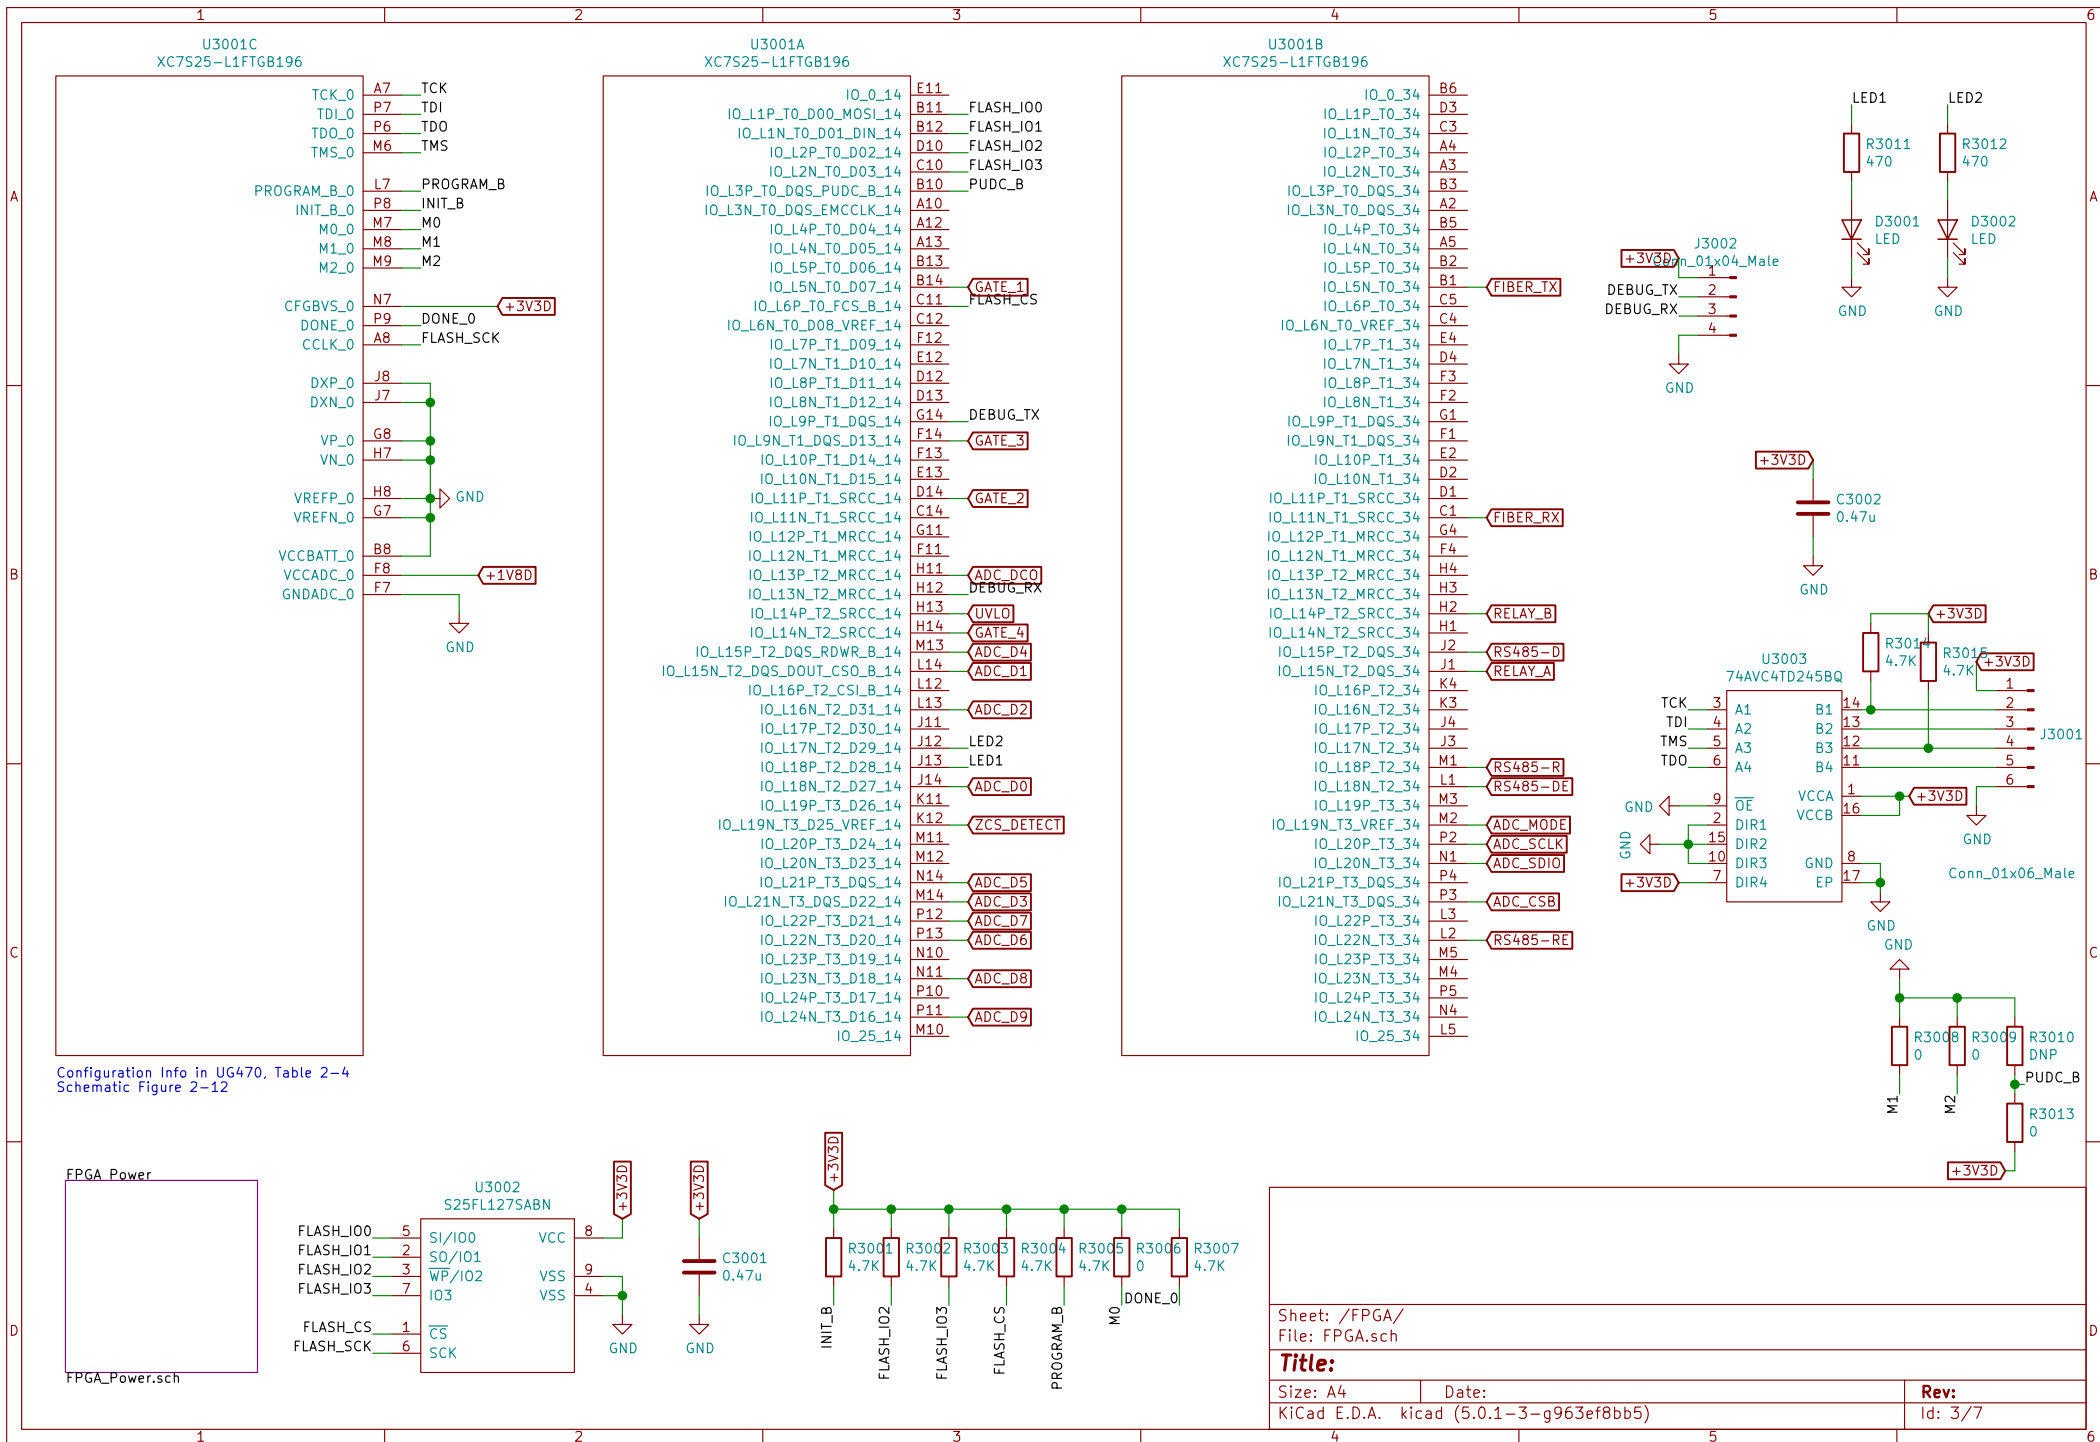 1 2 3 4 5 6
A
B
C
D
U3001C
XC7S25-L1FTGB196
TCK_0 A7 TCK
TDI_0 P7 TDI
TDO_0 P6 TDO
TMS_0 M6 TMS
PROGRAM_B_0 L7 PROGRAM_B
INIT_B_0 P8 INIT_B
M0_0 M7 M0
M1_0 M8 M1
M2_0 M9 M2
CFGBVS_0 N7 +3V3D
DONE_0 P9 DONE_0
CCLK_0 A8 FLASH_SCK
DXP_0 J8
DXN_0 J7
VP_0 G8
VN_0 H7
VREFP_0 H8 GND
VREFN_0 G7
VCCBATT_0 B8
VCCADC_0 F8 +1V8D
GNDADC_0 F7
GND
Configuration Info in UG470, Table 2-4
Schematic Figure 2-12
U3001A
XC7S25-L1FTGB196
IO_0_14 E11
IO_L1P_T0_D00_MOSI_14 B11 FLASH_IO0
IO_L1N_T0_D01_DIN_14 B12 FLASH_IO1
IO_L2P_T0_D02_14 D10 FLASH_IO2
IO_L2N_T0_D03_14 C10 FLASH_IO3
IO_L3P_T0_DQS_PUDC_B_14 B10 PUDC_B
IO_L3N_T0_DQS_EMCCLK_14 A10
IO_L4P_T0_D04_14 A12
IO_L4N_T0_D05_14 A13
IO_L5P_T0_D06_14 B13
IO_L5N_T0_D07_14 B14 GATE_1
IO_L6P_T0_FCS_B_14 C11 FLASH_CS
IO_L6N_T0_D08_VREF_14 C12
IO_L7P_T1_D09_14 F12
IO_L7N_T1_D10_14 E12
IO_L8P_T1_D11_14 D12
IO_L8N_T1_D12_14 D13
IO_L9P_T1_DQS_14 G14 DEBUG_TX
IO_L9N_T1_DQS_D13_14 F14 GATE_3
IO_L10P_T1_D14_14 F13
IO_L10N_T1_D15_14 E13
IO_L11P_T1_SRCC_14 D14 GATE_2
IO_L11N_T1_SRCC_14 C14
IO_L12P_T1_MRCC_14 G11
IO_L12N_T1_MRCC_14 F11
IO_L13P_T2_MRCC_14 H11 ADC_DCO
IO_L13N_T2_MRCC_14 H12 DEBUG_RX
IO_L14P_T2_SRCC_14 H13 UVLO
IO_L14N_T2_SRCC_14 H14 GATE_4
IO_L15P_T2_DQS_RDWR_B_14 M13 ADC_D4
IO_L15N_T2_DQS_DOUT_CSO_B_14 L14 ADC_D1
IO_L16P_T2_CSI_B_14 L12
IO_L16N_T2_D31_14 L13 ADC_D2
IO_L17P_T2_D30_14 J11
IO_L17N_T2_D29_14 J12 LED2
IO_L18P_T2_D28_14 J13 LED1
IO_L18N_T2_D27_14 J14 ADC_D0
IO_L19P_T3_D26_14 K11
IO_L19N_T3_D25_VREF_14 K12 ZCS_DETECT
IO_L20P_T3_D24_14 M11
IO_L20N_T3_D23_14 M12
IO_L21P_T3_DQS_14 N14 ADC_D5
IO_L21N_T3_DQS_D22_14 M14 ADC_D3
IO_L22P_T3_D21_14 P12 ADC_D7
IO_L22N_T3_D20_14 P13 ADC_D6
IO_L23P_T3_D19_14 N10
IO_L23N_T3_D18_14 N11 ADC_D8
IO_L24P_T3_D17_14 P10
IO_L24N_T3_D16_14 P11 ADC_D9
IO_25_14 M10
U3001B
XC7S25-L1FTGB196
IO_0_34 B6
IO_L1P_T0_34 D3
IO_L1N_T0_34 C3
IO_L2P_T0_34 A4
IO_L2N_T0_34 A3
IO_L3P_T0_DQS_34 B3
IO_L3N_T0_DQS_34 A2
IO_L4P_T0_34 B5
IO_L4N_T0_34 A5
IO_L5P_T0_34 B2
IO_L5N_T0_34 B1 FIBER_TX
IO_L6P_T0_34 C5
IO_L6N_T0_VREF_34 C4
IO_L7P_T1_34 E4
IO_L7N_T1_34 D4
IO_L8P_T1_34 F3
IO_L8N_T1_34 F2
IO_L9P_T1_DQS_34 G1
IO_L9N_T1_DQS_34 F1
IO_L10P_T1_34 E2
IO_L10N_T1_34 D2
IO_L11P_T1_SRCC_34 D1
IO_L11N_T1_SRCC_34 C1 FIBER_RX
IO_L12P_T1_MRCC_34 G4
IO_L12N_T1_MRCC_34 F4
IO_L13P_T2_MRCC_34 H4
IO_L13N_T2_MRCC_34 H3
IO_L14P_T2_SRCC_34 H2 RELAY_B
IO_L14N_T2_SRCC_34 H1
IO_L15P_T2_DQS_34 J2 RS485-D
IO_L15N_T2_DQS_34 J1 RELAY_A
IO_L16P_T2_34 K4
IO_L16N_T2_34 K3
IO_L17P_T2_34 J4
IO_L17N_T2_34 J3
IO_L18P_T2_34 M1 RS485-R
IO_L18N_T2_34 L1 RS485-DE
IO_L19P_T3_34 M3
IO_L19N_T3_VREF_34 M2 ADC_MODE
IO_L20P_T3_34 P2 ADC_SCLK
IO_L20N_T3_34 N1 ADC_SDIO
IO_L21P_T3_DQS_34 P4
IO_L21N_T3_DQS_34 P3 ADC_CSB
IO_L22P_T3_34 L3
IO_L22N_T3_34 L2 RS485-RE
IO_L23P_T3_34 M5
IO_L23N_T3_34 M4
IO_L24P_T3_34 P5
IO_L24N_T3_34 N4
IO_25_34 L5
LED1 LED2
R3011 470
R3012 470
D3001 LED
D3002 LED
GND GND
J3002
Conn_01x04_Male
+3V3D 1
DEBUG_TX 2
DEBUG_RX 3
4
GND
+3V3D
C3002
0.47u
GND
+3V3D
R3014 4.7K
R3015 4.7K
+3V3D
U3003
74AVC4TD245BQ
TCK 3 A1 B1 14 1
TDI 4 A2 B2 13 2
TMS 5 A3 B3 12 3
TDO 6 A4 B4 11 4
5
6
J3001
GND 9 OE VCCA 1 +3V3D
2 DIR1 VCCB 16
GND 15 DIR2
10 DIR3 GND 8
+3V3D 7 DIR4 EP 17
GND
GND
Conn_01x06_Male
GND
R3008 0
R3009 0
R3010 DNP
PUDC_B
M1 M2
R3013 0
+3V3D
FPGA Power
FPGA_Power.sch
U3002
S25FL127SABN
FLASH_IO0 5 SI/IO0 VCC 8
FLASH_IO1 2 SO/IO1
FLASH_IO2 3 WP/IO2 VSS 9
FLASH_IO3 7 IO3 VSS 4
FLASH_CS 1 CS
FLASH_SCK 6 SCK
+3V3D
GND
+3V3D
C3001
0.47u
GND
+3V3D
R3001 R3002 R3003 R3004 R3005 R3006 R3007
4.7K 4.7K 4.7K 4.7K 4.7K 0 4.7K
INIT_B FLASH_IO2 FLASH_IO3 FLASH_CS PROGRAM_B M0 DONE_0
Sheet: /FPGA/
File: FPGA.sch
Title:
Size: A4 Date: Rev:
KiCad E.D.A. kicad (5.0.1-3-g963ef8bb5) Id: 3/7
A
B
C
D
1 2 3 4 5 6